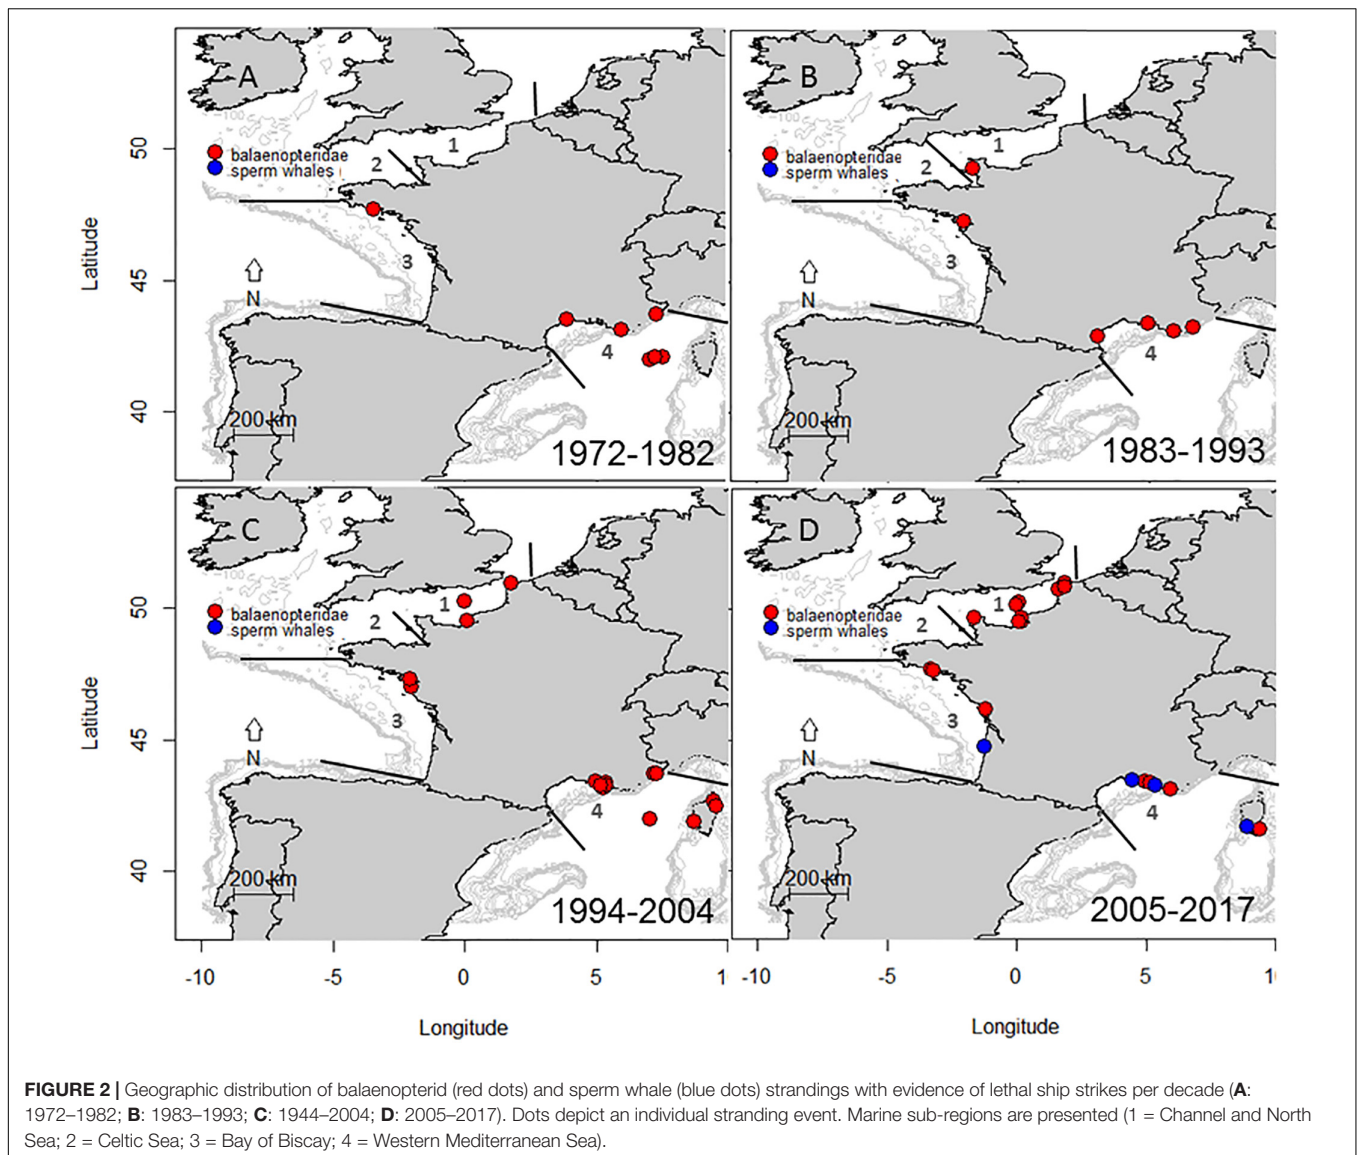 A
50
balaenopteridae
sperm whales
1
2
3
4
45
Latitude
N
40
200 km
1972-1982
B
balaenopteridae
sperm whales
1
2
3
4
N
200 km
1983-1993
C
50
balaenopteridae
sperm whales
1
2
3
4
45
Latitude
N
40
200 km
1994-2004
D
balaenopteridae
sperm whales
1
2
3
4
N
200 km
2005-2017
-10 -5 0 5 1
-10 -5 0 5 1
Longitude
Longitude
FIGURE 2 | Geographic distribution of balaenopterid (red dots) and sperm whale (blue dots) strandings with evidence of lethal ship strikes per decade (A:
1972–1982; B: 1983–1993; C: 1944–2004; D: 2005–2017). Dots depict an individual stranding event. Marine sub-regions are presented (1 = Channel and North
Sea; 2 = Celtic Sea; 3 = Bay of Biscay; 4 = Western Mediterranean Sea).